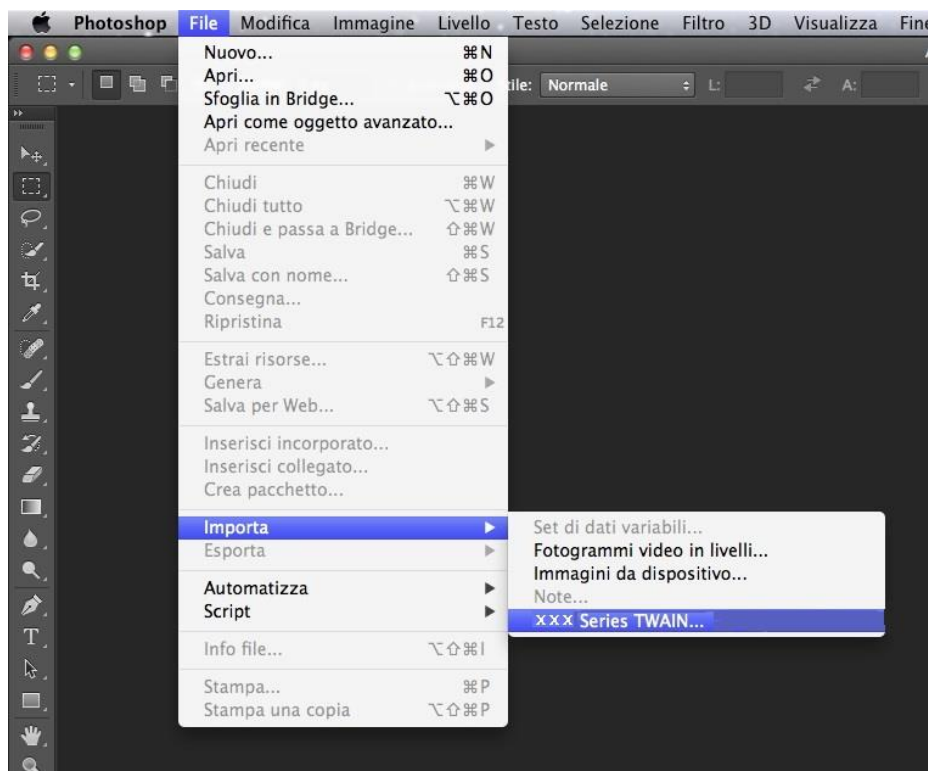 Photoshop File Modifica Immagine Livello Testo Selezione Filtro 3D Visualizza
Nuovo... ⌘N
Apri... ⌘O
Sfoglia in Bridge... ⌥⌘O
Apri come oggetto avanzato...
Apri recente
tile: Normale L: A:
Chiudi ⌘W
Chiudi tutto ⌥⌘W
Chiudi e passa a Bridge... ⇧⌘W
Salva ⌘S
Salva con nome... ⇧⌘S
Consegna...
Ripristina F12
Estrai risorse... ⌥⇧⌘W
Genera
Salva per Web... ⌥⇧⌘S
Inserisci incorporato...
Inserisci collegato...
Crea pacchetto...
Importa
Esporta
Automatizza
Script
Info file... ⌥⇧⌘I
Stampa... ⌘P
Stampa una copia ⌥⇧⌘P
Set di dati variabili...
Fotogrammi video in livelli...
Immagini da dispositivo...
Note...
XXX Series TWAIN...